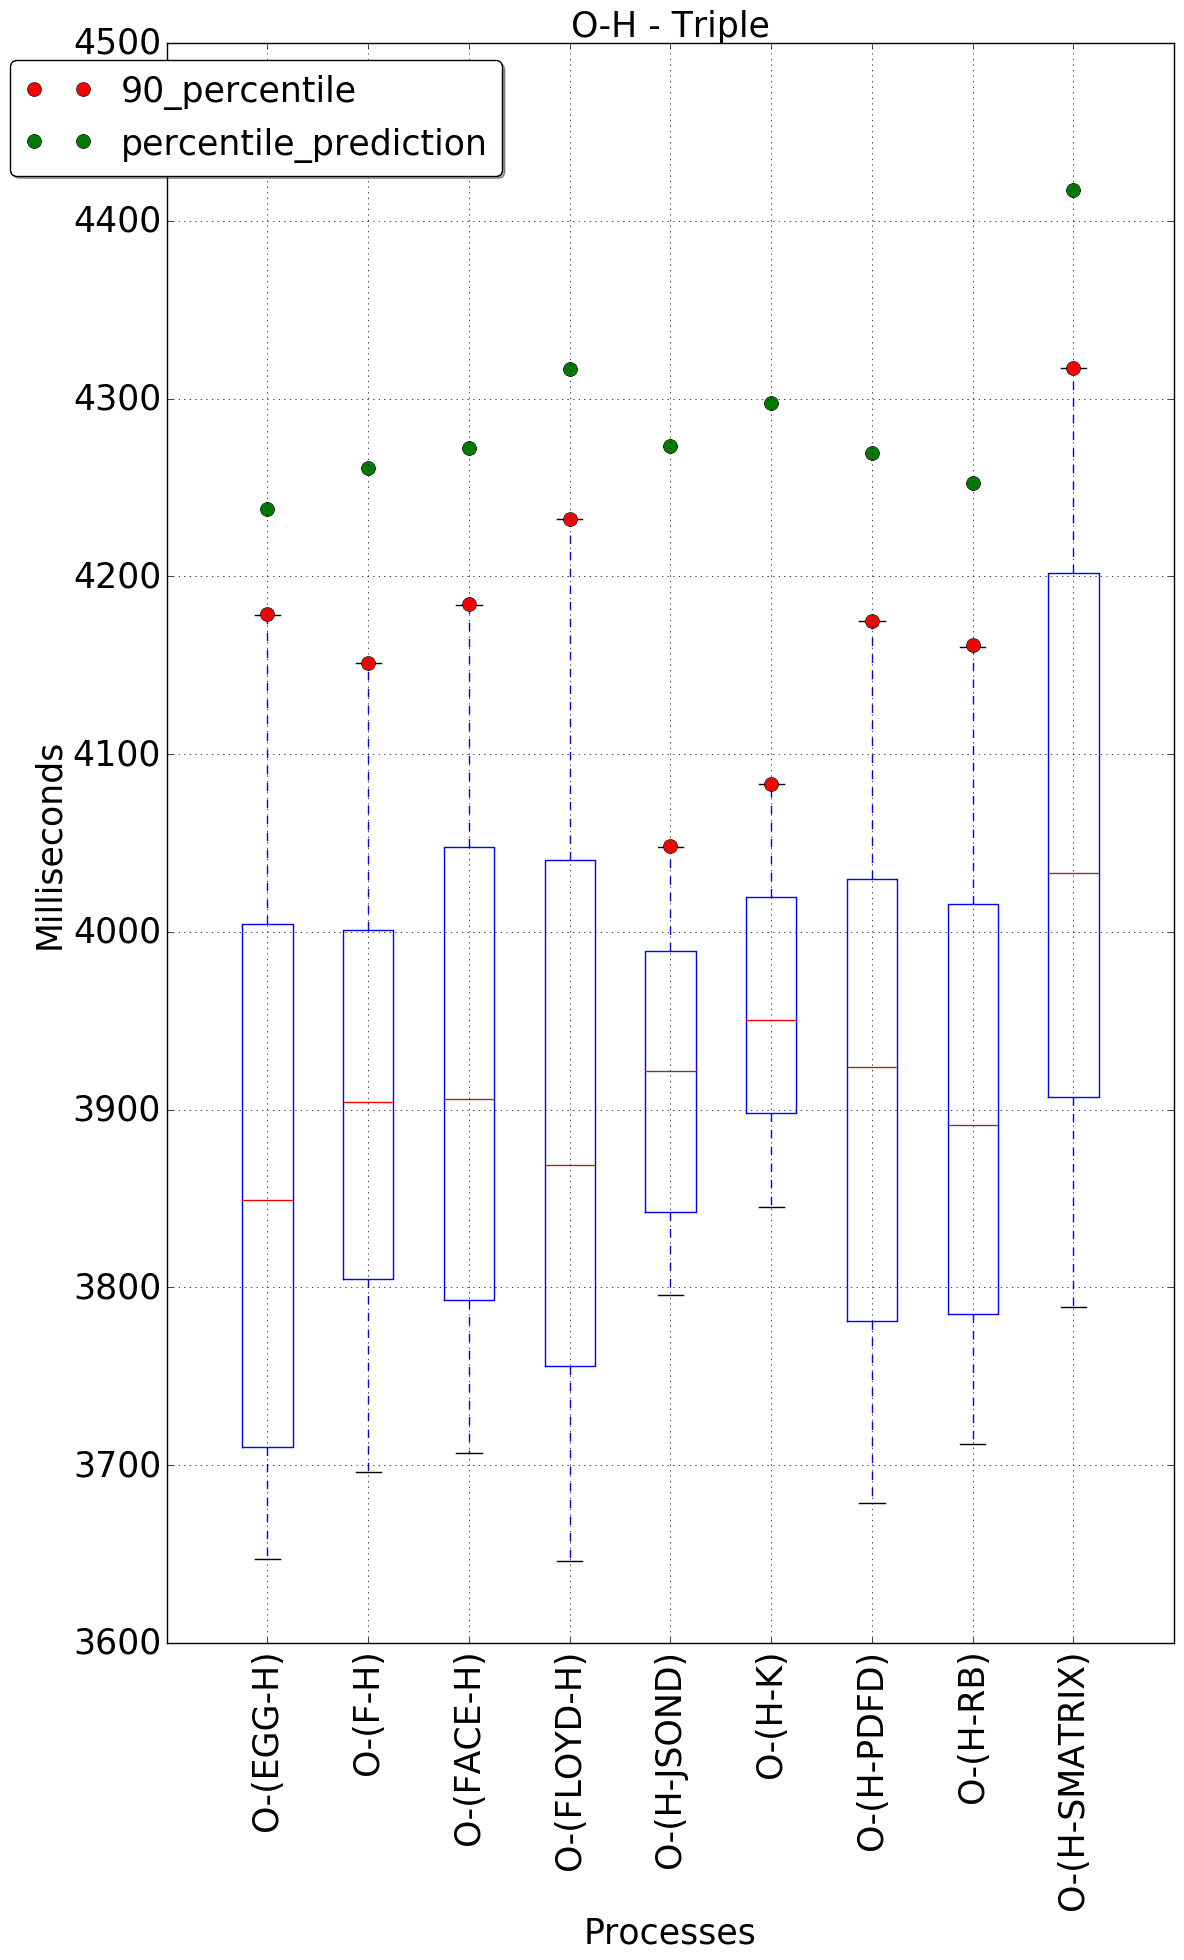 O-H - Triple
90_percentile
percentile_prediction
4500
4400
4300
4200
4100
4000
3900
3800
3700
3600
Milliseconds
O-(EGG-H)
O-(F-H)
O-(FACE-H)
O-(FLOYD-H)
O-(H-JSOND)
O-(H-K)
O-(H-PDFD)
O-(H-RB)
O-(H-SMATRIX)
Processes